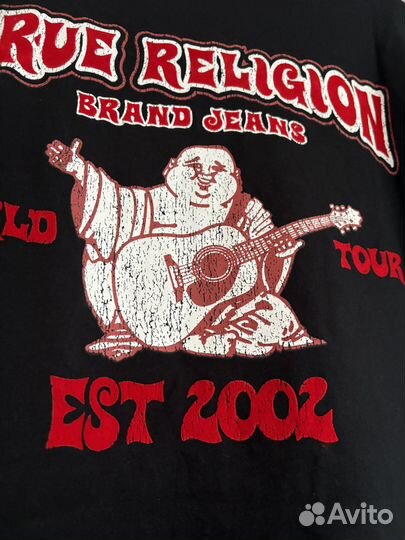 RUE RELIGION
BRAND JEANS
LD TOUR
EST 2002
Avito